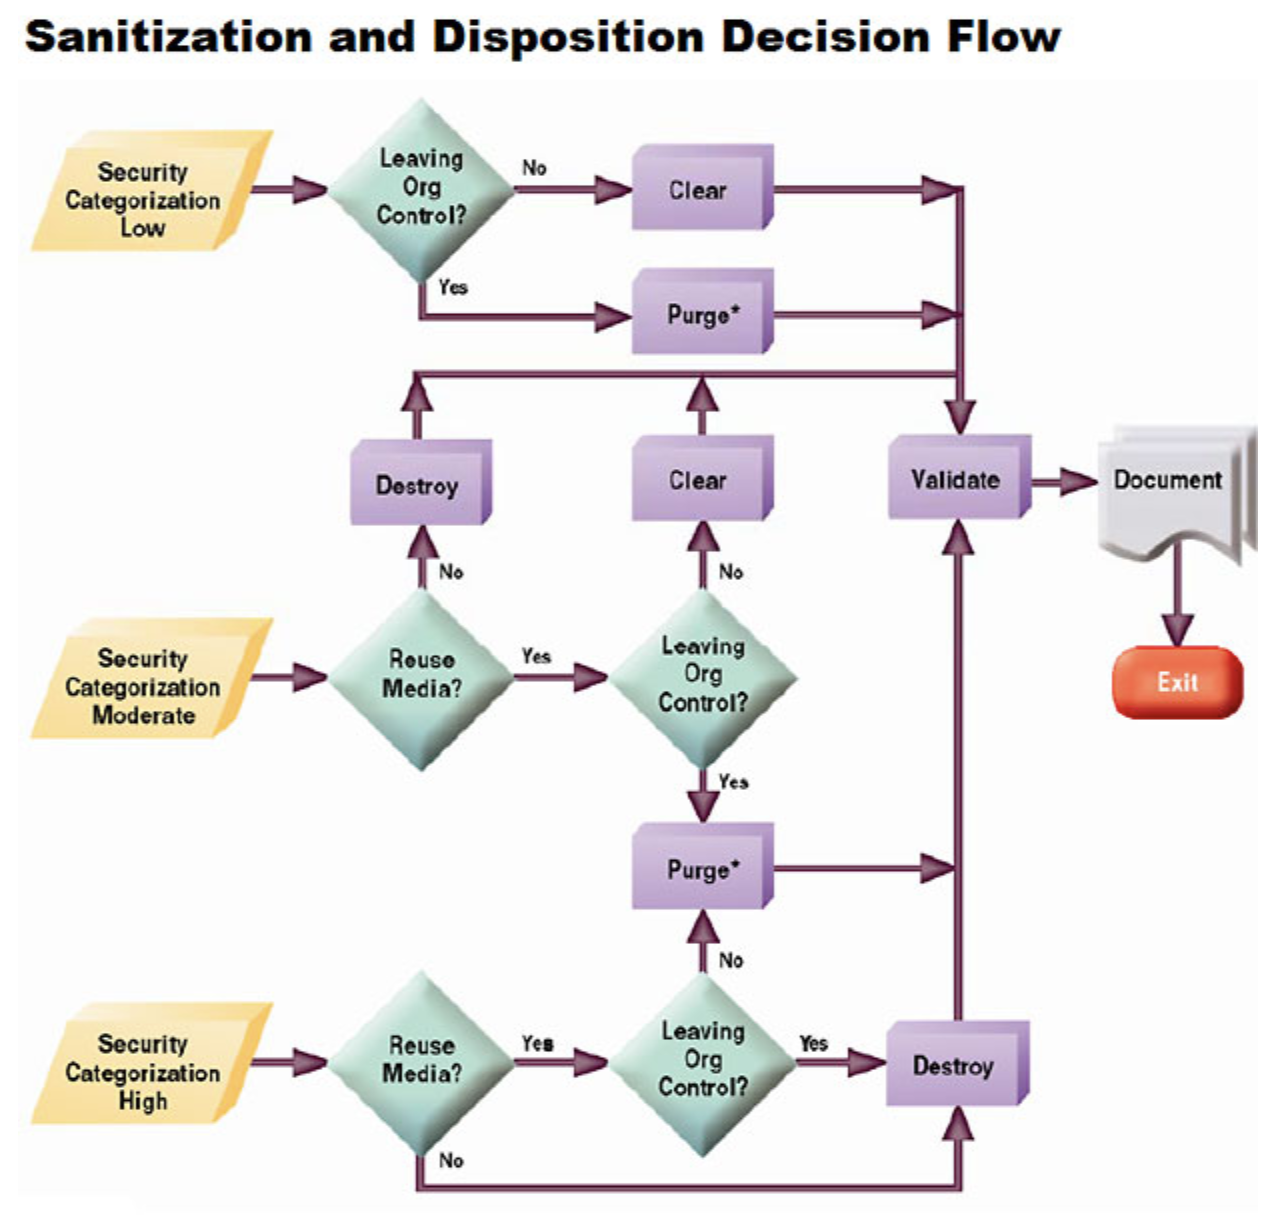 Sanitization and Disposition Decision Flow
Security
Categorization
Low
Leaving
Org
Control?
No
Clear
Yes
Purge*
Destroy
Clear
Validate
Document
No
No
Security
Categorization
Moderate
Reuse
Media?
Yes
Leaving
Org
Control?
Exit
Yes
Purge*
No
Security
Categorization
High
Reuse
Media?
Yes
Leaving
Org
Control?
Yes
Destroy
No